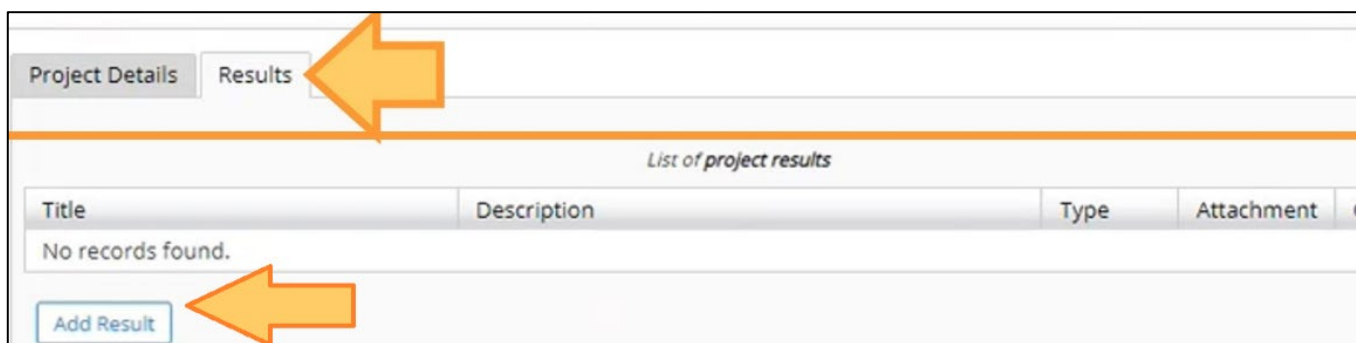 Project Details Results
List of project results
Title Description Type Attachment
No records found.
Add Result